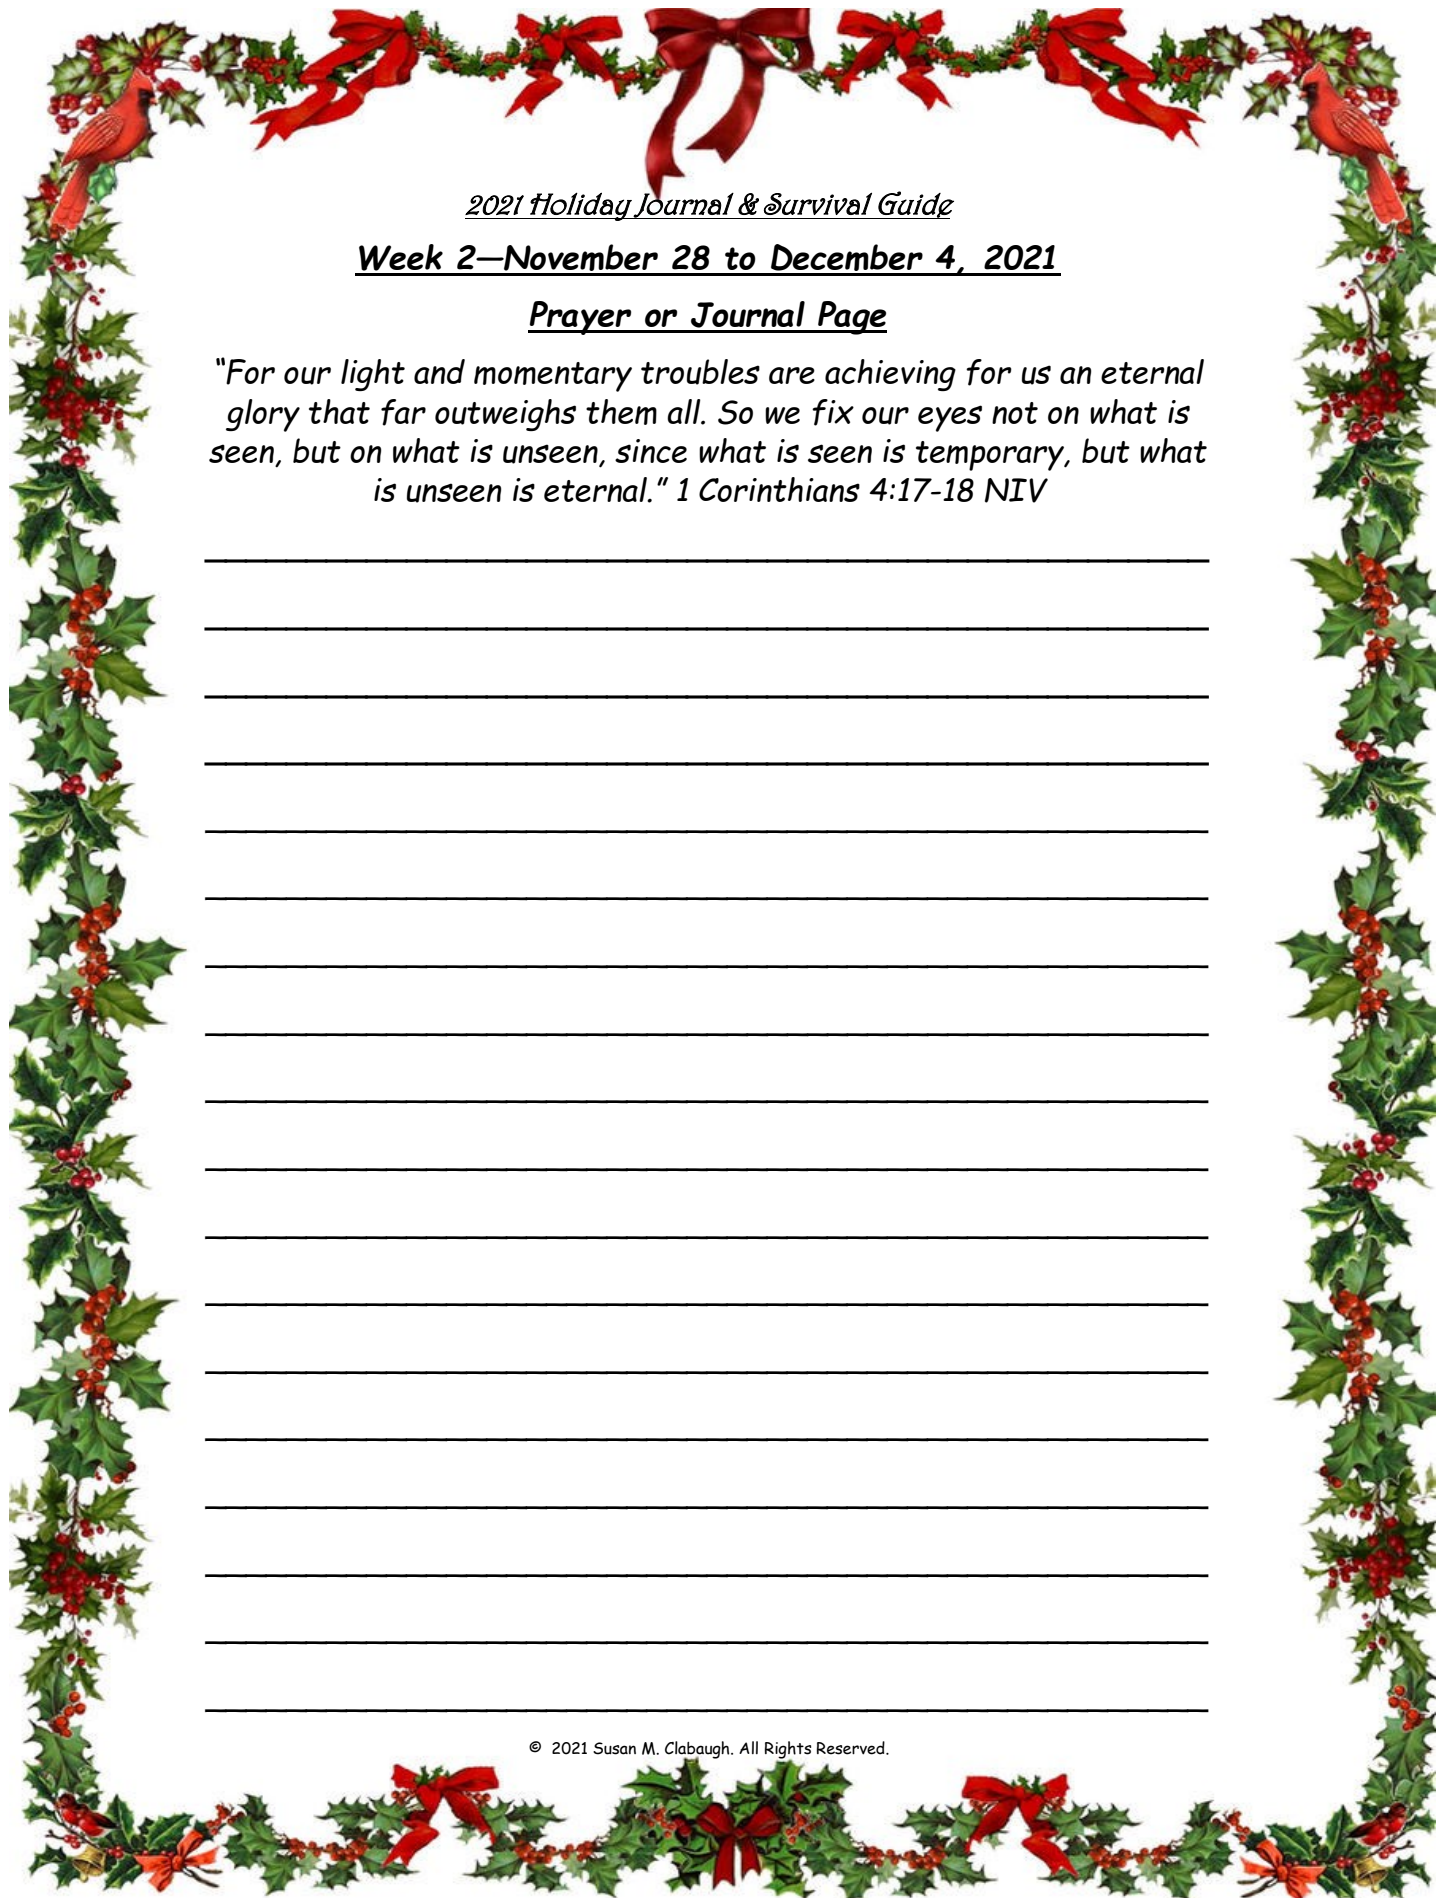 2021 Holiday Journal & Survival Guide
Week 2—November 28 to December 4, 2021
Prayer or Journal Page
“For our light and momentary troubles are achieving for us an eternal
glory that far outweighs them all. So we fix our eyes not on what is
seen, but on what is unseen, since what is seen is temporary, but what
is unseen is eternal.” 1 Corinthians 4:17-18 NIV
© 2021 Susan M. Clabaugh. All Rights Reserved.